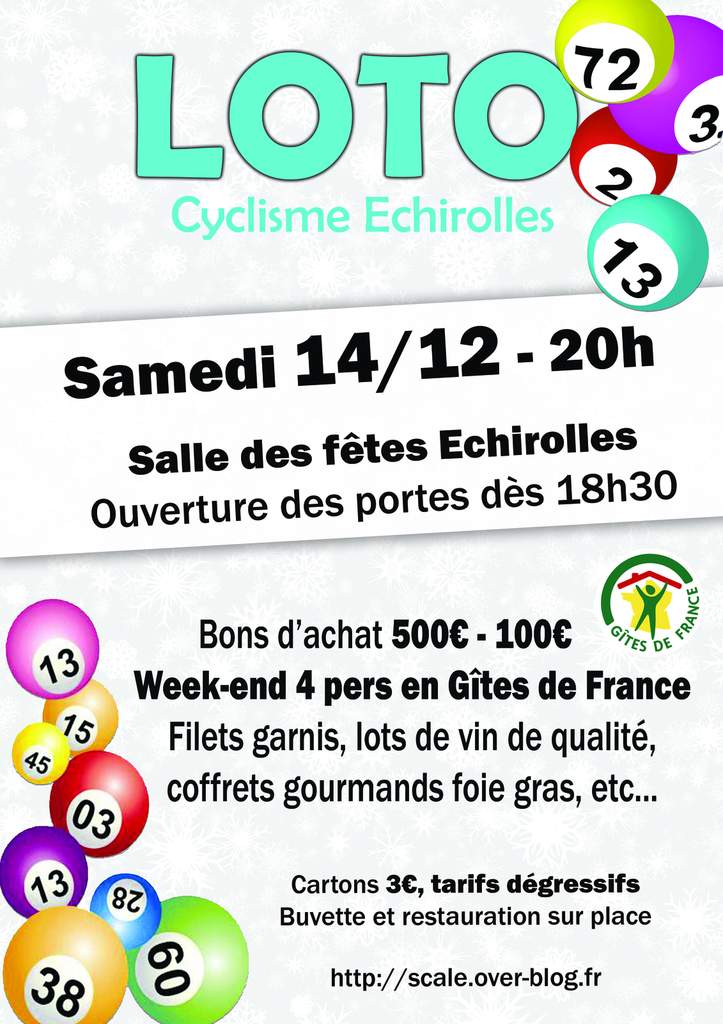 LOTO
Cyclisme Echirolles
72
2
13
Samedi 14/12 - 20h
Salle des fêtes Echirolles
Ouverture des portes dès 18h30
GÎTES DE FRANCE
Bons d'achat 500€ - 100€
Week-end 4 pers en Gîtes de France
Filets garnis, lots de vin de qualité,
coffrets gourmands foie gras, etc...
13
15
45
03
13
28
60
38
Cartons 3€, tarifs dégressifs
Buvette et restauration sur place
http://scale.over-blog.fr